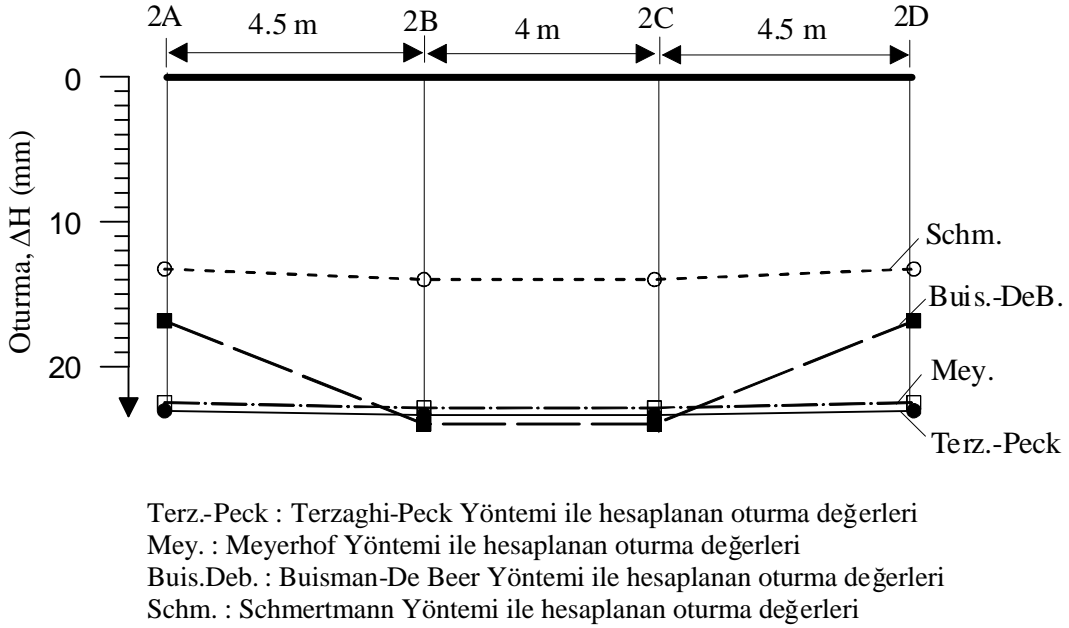 2A 4.5 m 2B 4 m 2C 4.5 m 2D
0
10
20
Oturma, ΔH (mm)
Schm.
Buis.-DeB.
Mey.
Terz.-Peck
Terz.-Peck : Terzaghi-Peck Yöntemi ile hesaplanan oturma değerleri
Mey. : Meyerhof Yöntemi ile hesaplanan oturma değerleri
Buis.Deb. : Buisman-De Beer Yöntemi ile hesaplanan oturma değerleri
Schm. : Schmertmann Yöntemi ile hesaplanan oturma değerleri